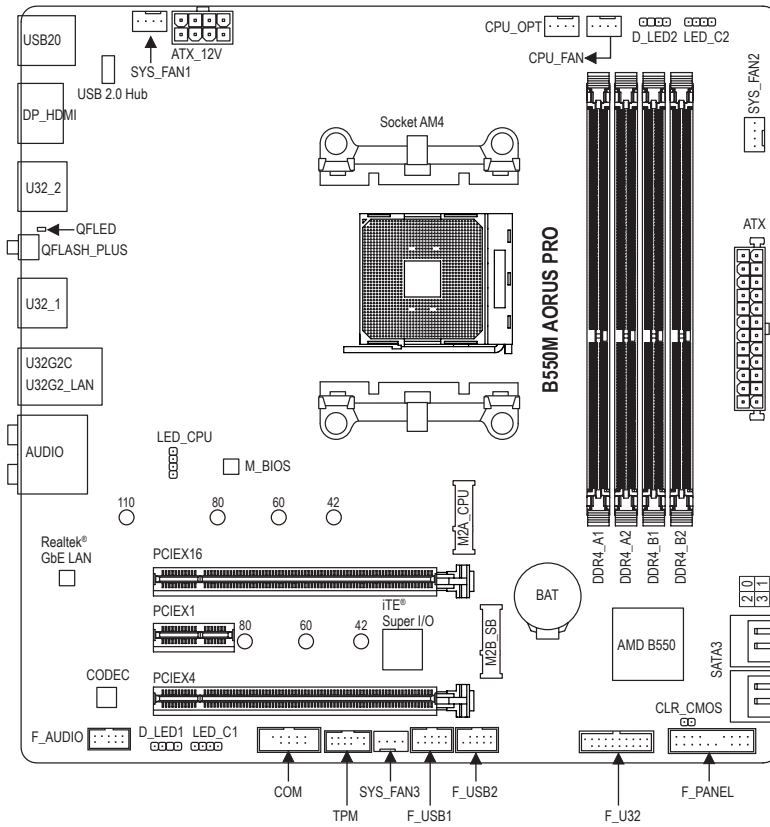 USB20
SYS_FAN1
ATX_12V
CPU_OPT
CPU_FAN
D_LED2
LED_C2
SYS_FAN2
USB 2.0 Hub
DP_HDMI
Socket AM4
U32_2
QFLED
QFLASH_PLUS
ATX
U32_1
B550M AORUS PRO
U32G2C
U32G2_LAN
AUDIO
LED_CPU
M_BIOS
110
80
60
42
M2A_CPU
DDR4_A1
DDR4_A2
DDR4_B1
DDR4_B2
Realtek®
GbE LAN
PCIEX16
PCIEX1
80
60
42
iTE®
Super I/O
M2B_SB
BAT
AMD B550
2 0
3 1
SATA3
CODEC
PCIEX4
CLR_CMOS
F_AUDIO
D_LED1
LED_C1
COM
TPM
SYS_FAN3
F_USB1
F_USB2
F_U32
F_PANEL